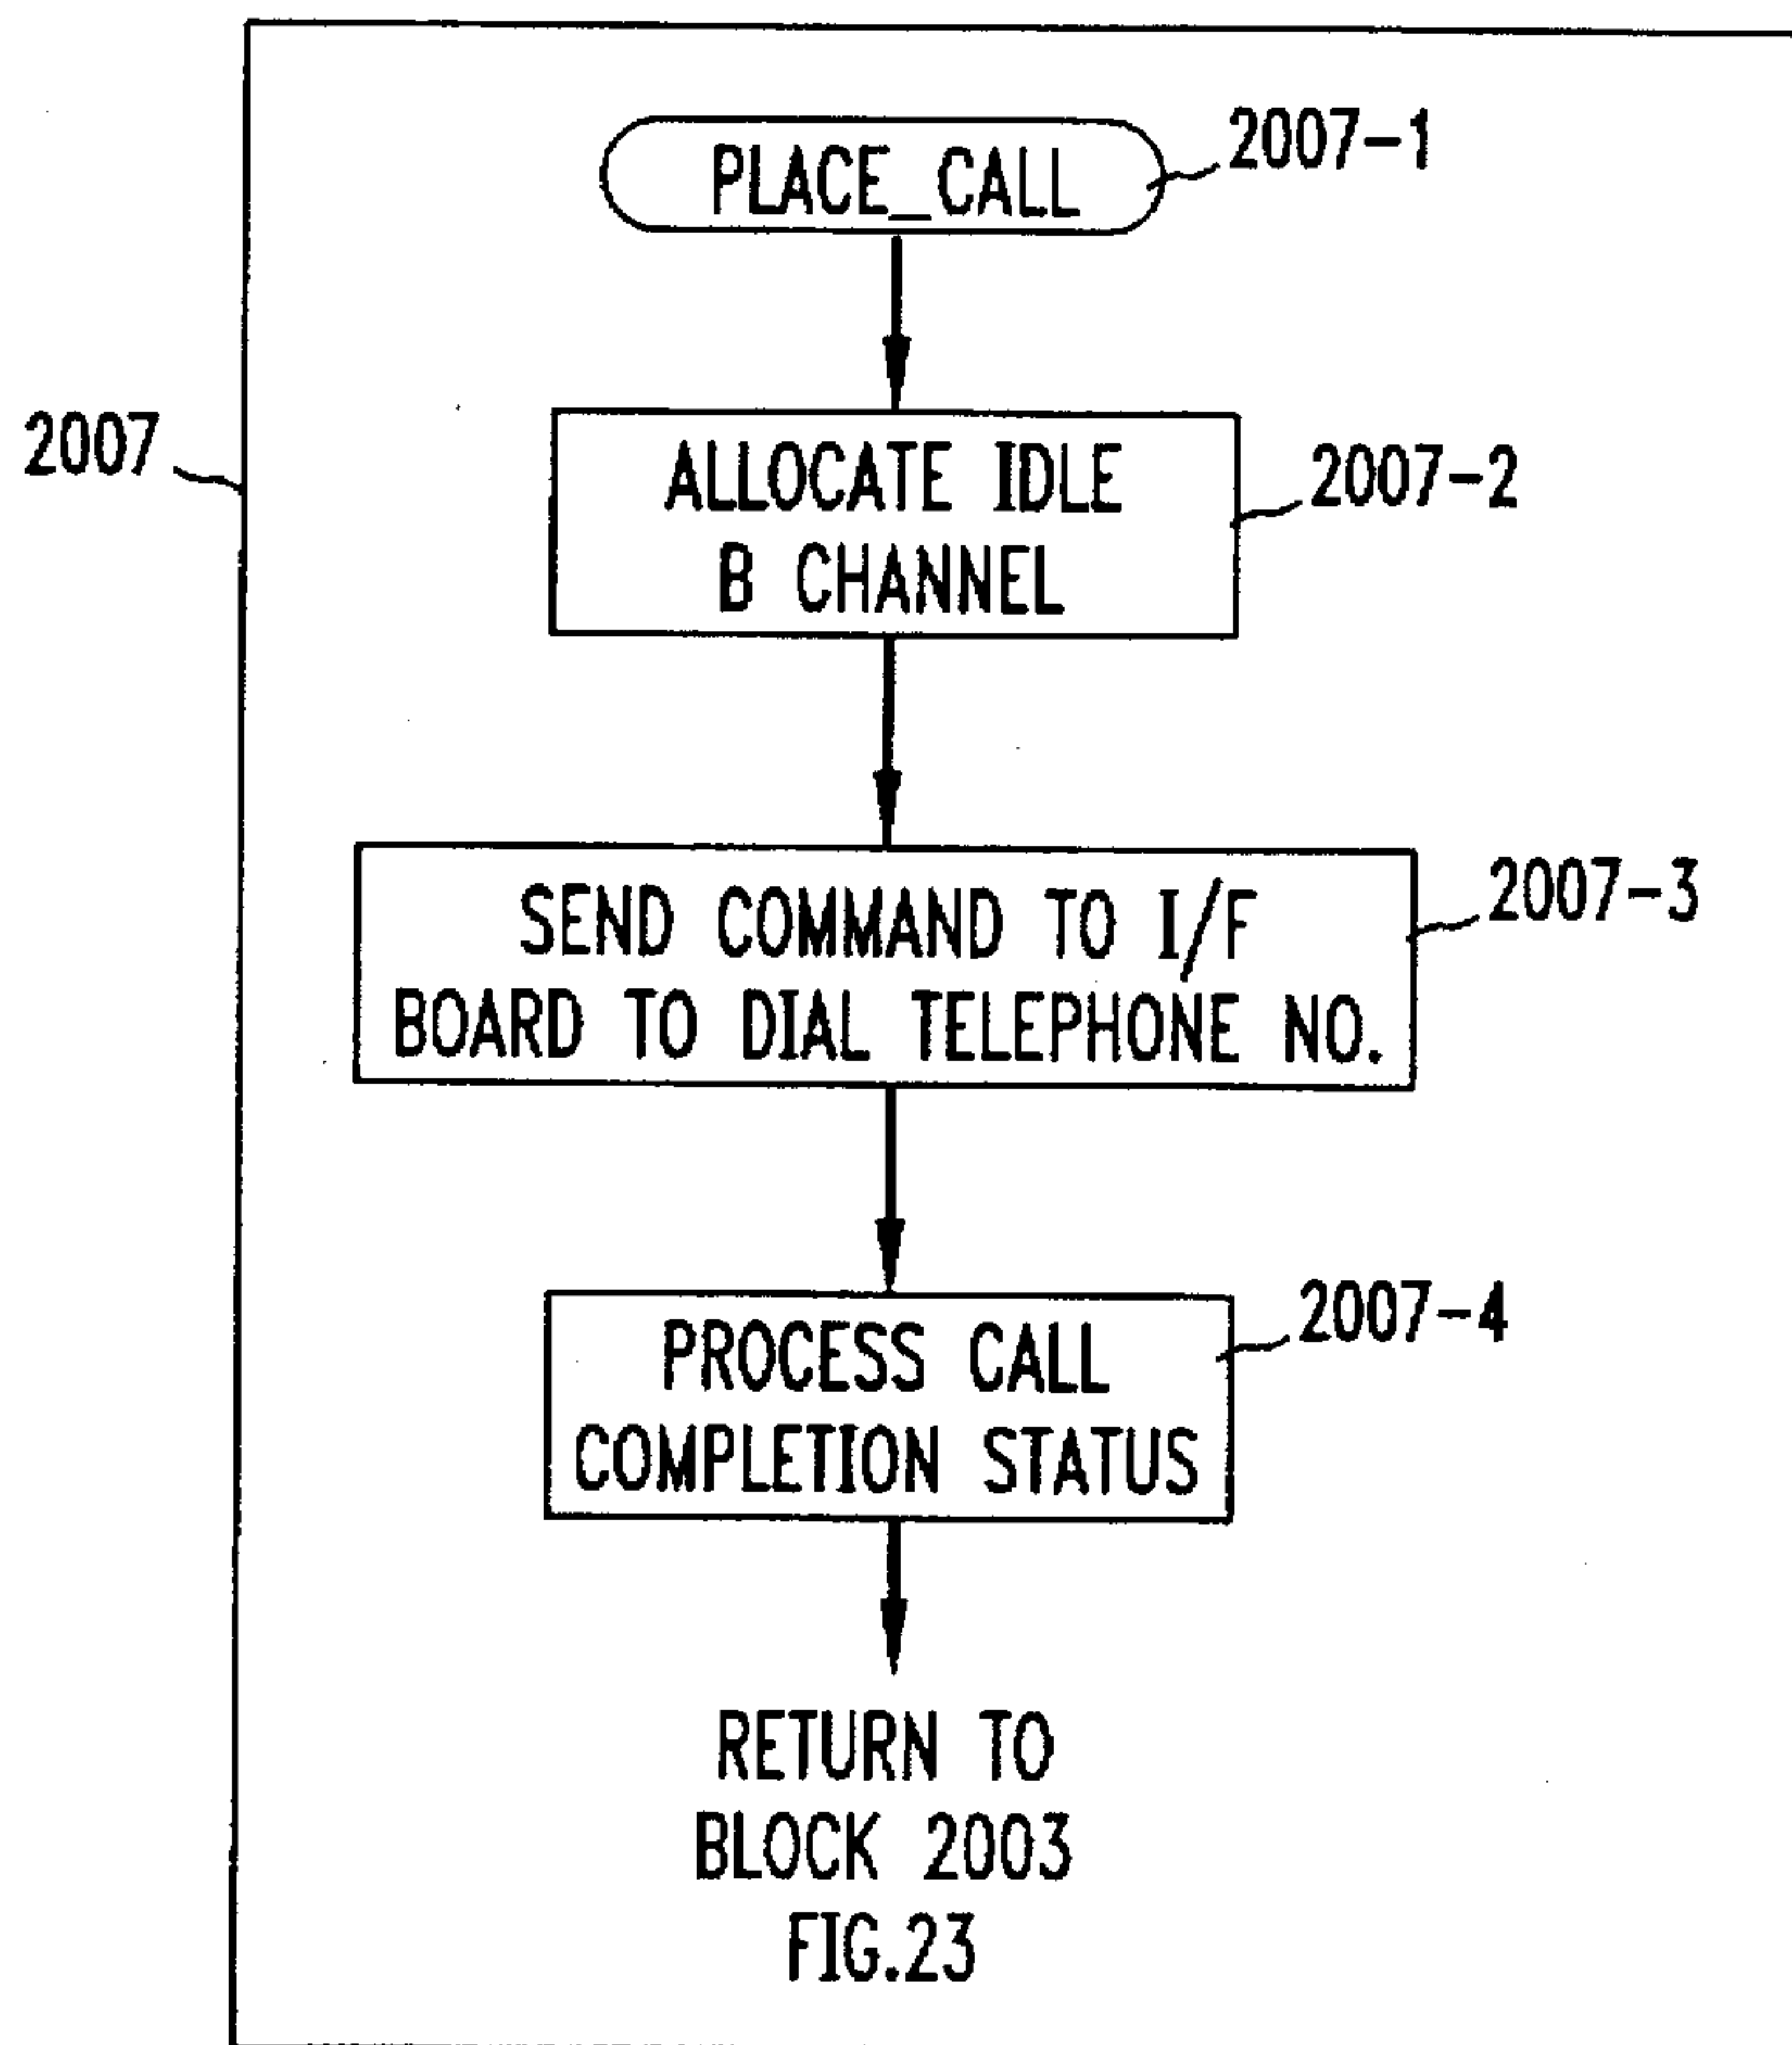 PLACE_CALL
2007-1
2007
ALLOCATE IDLE
B CHANNEL
2007-2
SEND COMMAND TO I/F
BOARD TO DIAL TELEPHONE NO.
2007-3
PROCESS CALL
COMPLETION STATUS
2007-4
RETURN TO
BLOCK 2003
FIG.23